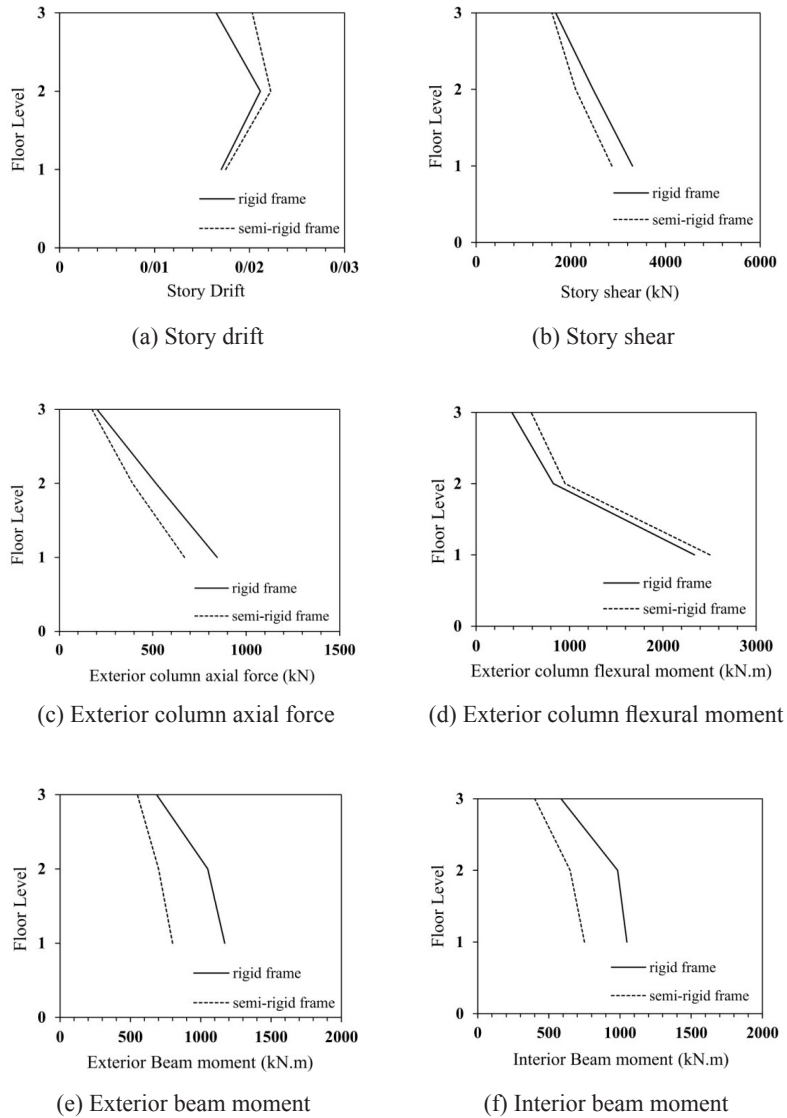 3
2
1
0
Floor Level
rigid frame
semi-rigid frame
0 0/01 0/02 0/03
Story Drift
(a) Story drift
3
2
1
0
Floor Level
rigid frame
semi-rigid frame
0 2000 4000 6000
Story shear (kN)
(b) Story shear
3
2
1
0
Floor Level
rigid frame
semi-rigid frame
0 500 1000 1500
Exterior column axial force (kN)
(c) Exterior column axial force
3
2
1
0
Floor Level
rigid frame
semi-rigid frame
0 1000 2000 3000
Exterior column flexural moment (kN.m)
(d) Exterior column flexural moment
3
2
1
0
Floor Level
rigid frame
semi-rigid frame
0 500 1000 1500 2000
Exterior Beam moment (kN.m)
(e) Exterior beam moment
3
2
1
0
Floor Level
rigid frame
semi-rigid frame
0 500 1000 1500 2000
Interior Beam moment (kN.m)
(f) Interior beam moment